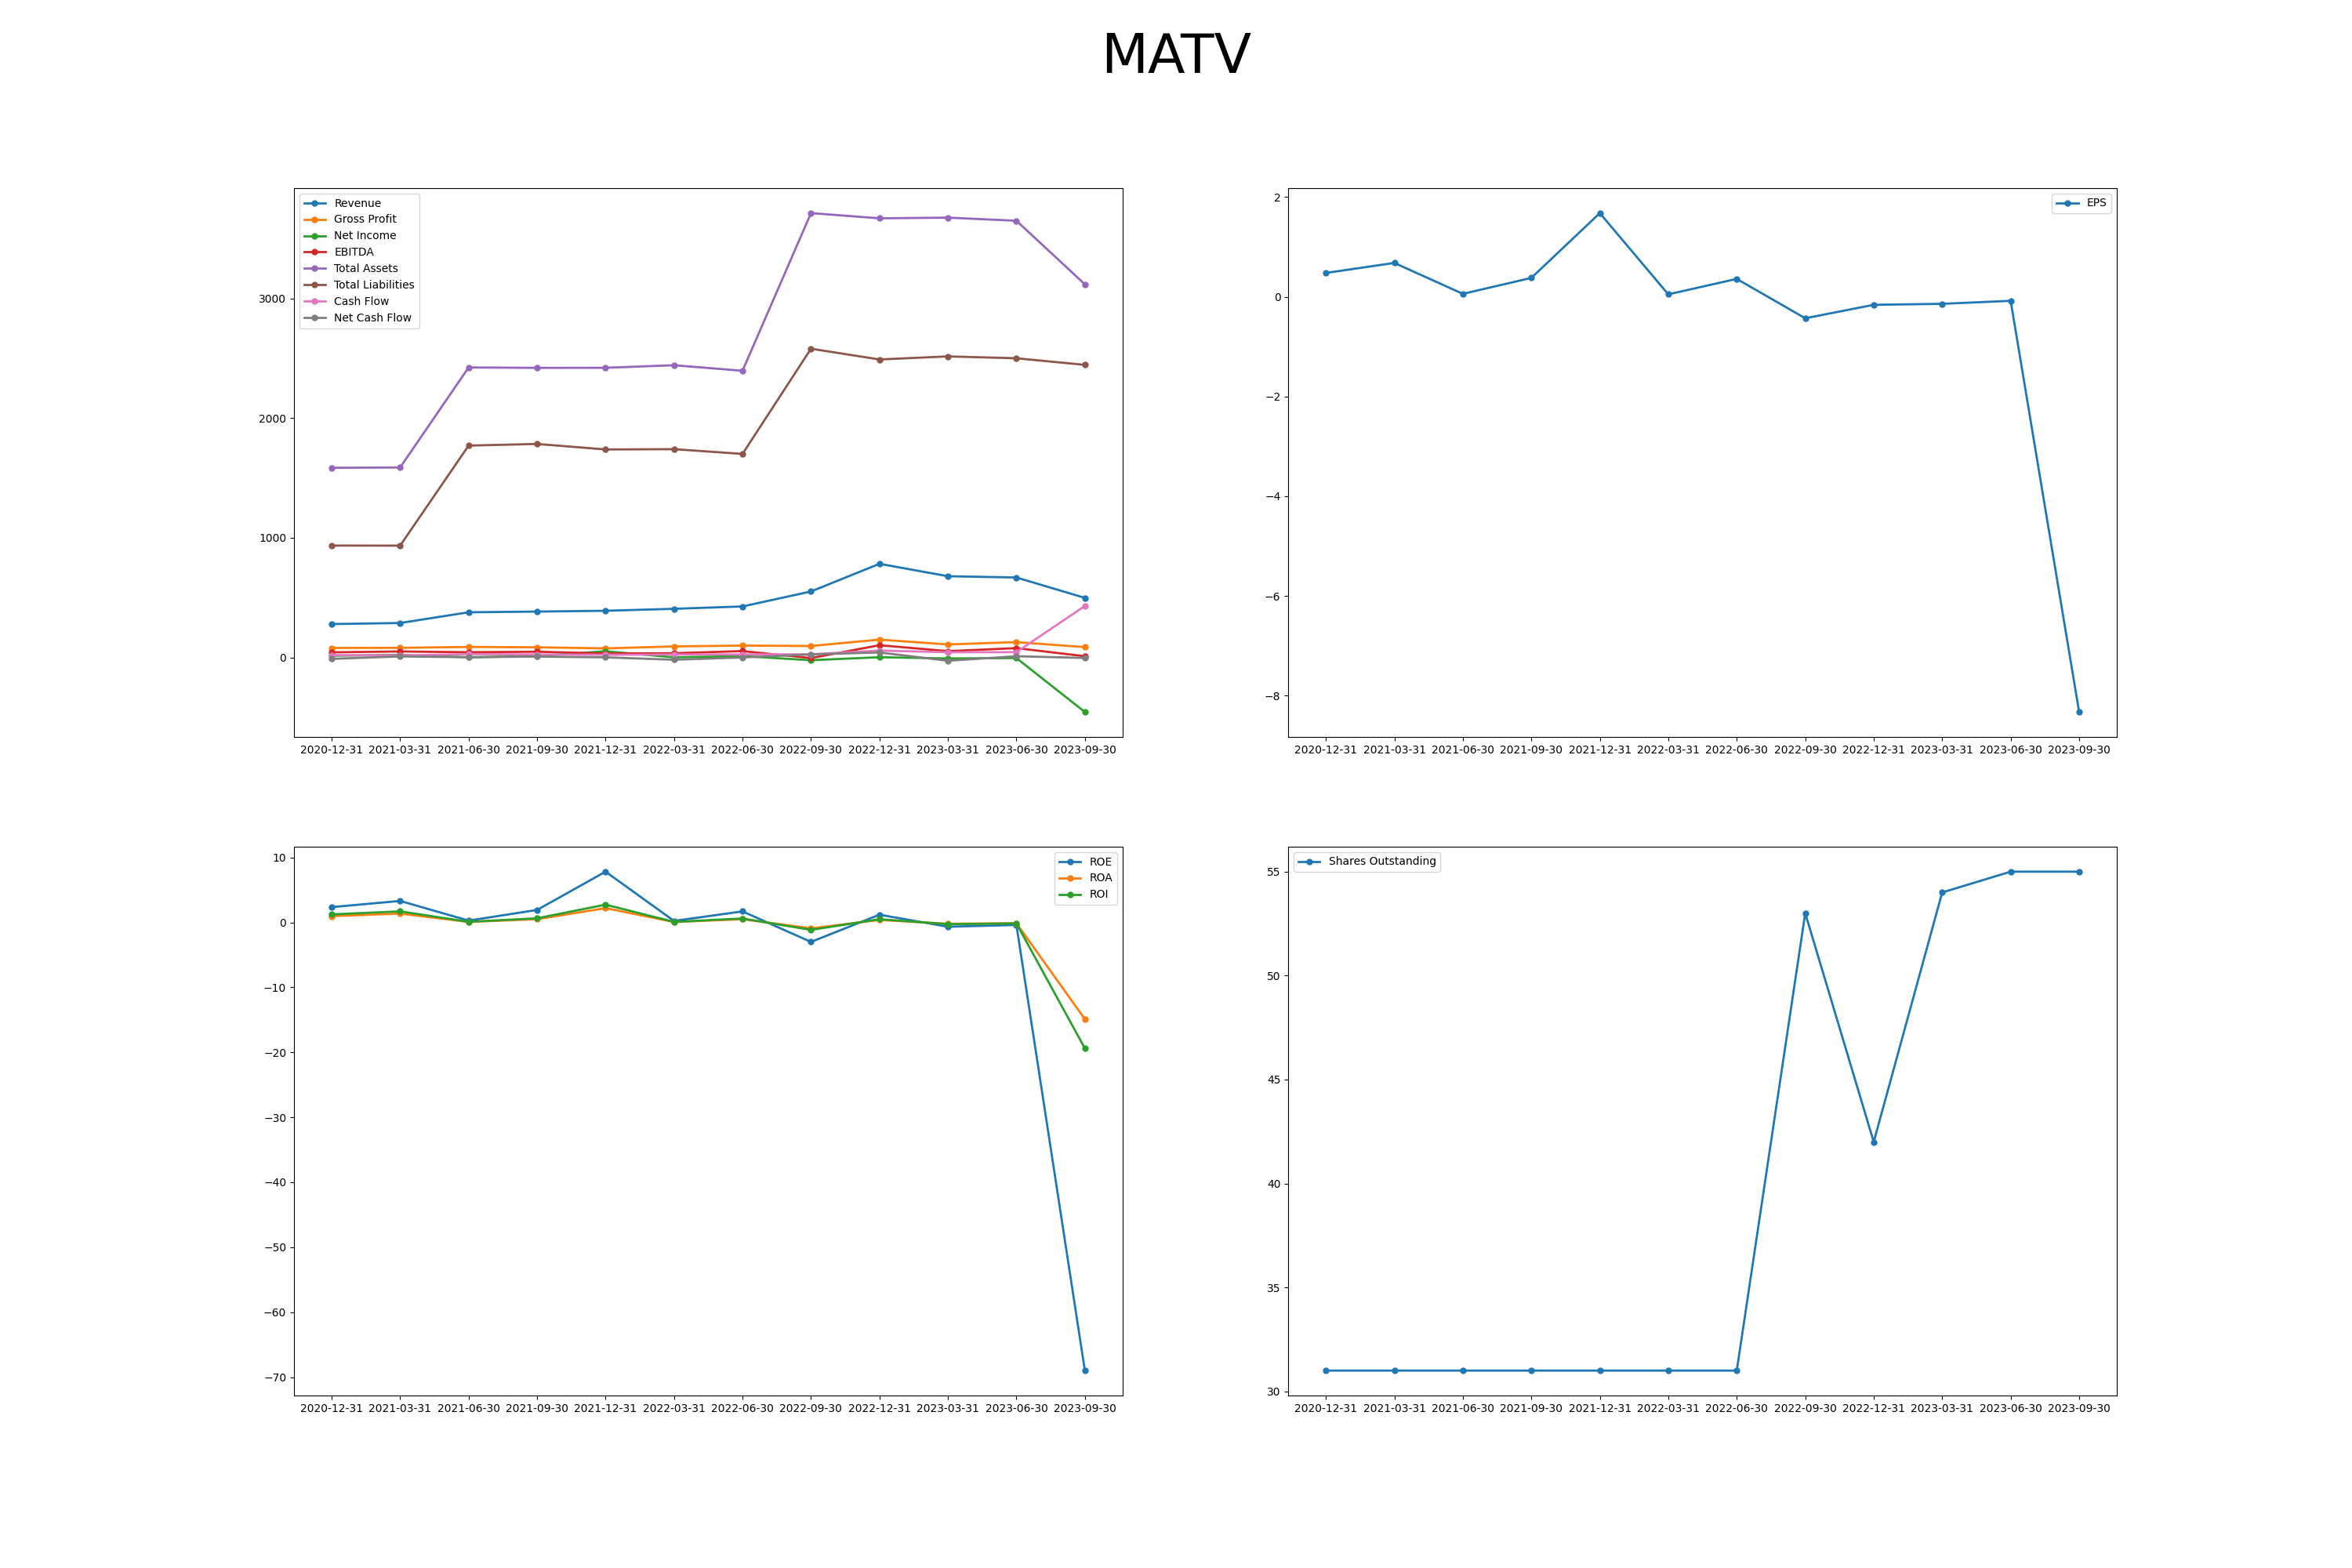 MATV
Revenue
Gross Profit
Net Income
EBITDA
Total Assets
Total Liabilities
Cash Flow
Net Cash Flow
3000
2000
1000
0
2020-12-31 2021-03-31 2021-06-30 2021-09-30 2021-12-31 2022-03-31 2022-06-30 2022-09-30 2022-12-31 2023-03-31 2023-06-30 2023-09-30
EPS
2
0
−2
−4
−6
−8
2020-12-31 2021-03-31 2021-06-30 2021-09-30 2021-12-31 2022-03-31 2022-06-30 2022-09-30 2022-12-31 2023-03-31 2023-06-30 2023-09-30
ROE
ROA
ROI
10
0
−10
−20
−30
−40
−50
−60
−70
2020-12-31 2021-03-31 2021-06-30 2021-09-30 2021-12-31 2022-03-31 2022-06-30 2022-09-30 2022-12-31 2023-03-31 2023-06-30 2023-09-30
Shares Outstanding
55
50
45
40
35
30
2020-12-31 2021-03-31 2021-06-30 2021-09-30 2021-12-31 2022-03-31 2022-06-30 2022-09-30 2022-12-31 2023-03-31 2023-06-30 2023-09-30